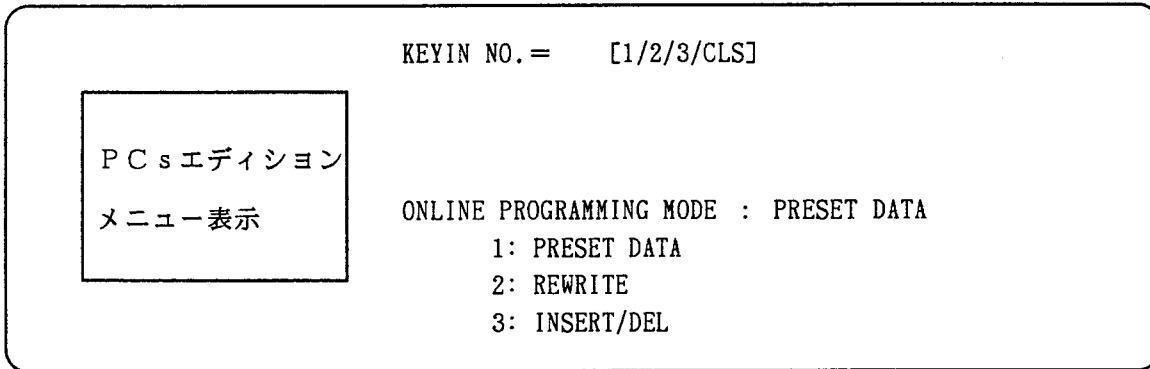 KEYIN NO.＝ [1/2/3/CLS]
ＰＣｓエディション
メニュー表示
ONLINE PROGRAMMING MODE : PRESET DATA
1: PRESET DATA
2: REWRITE
3: INSERT/DEL